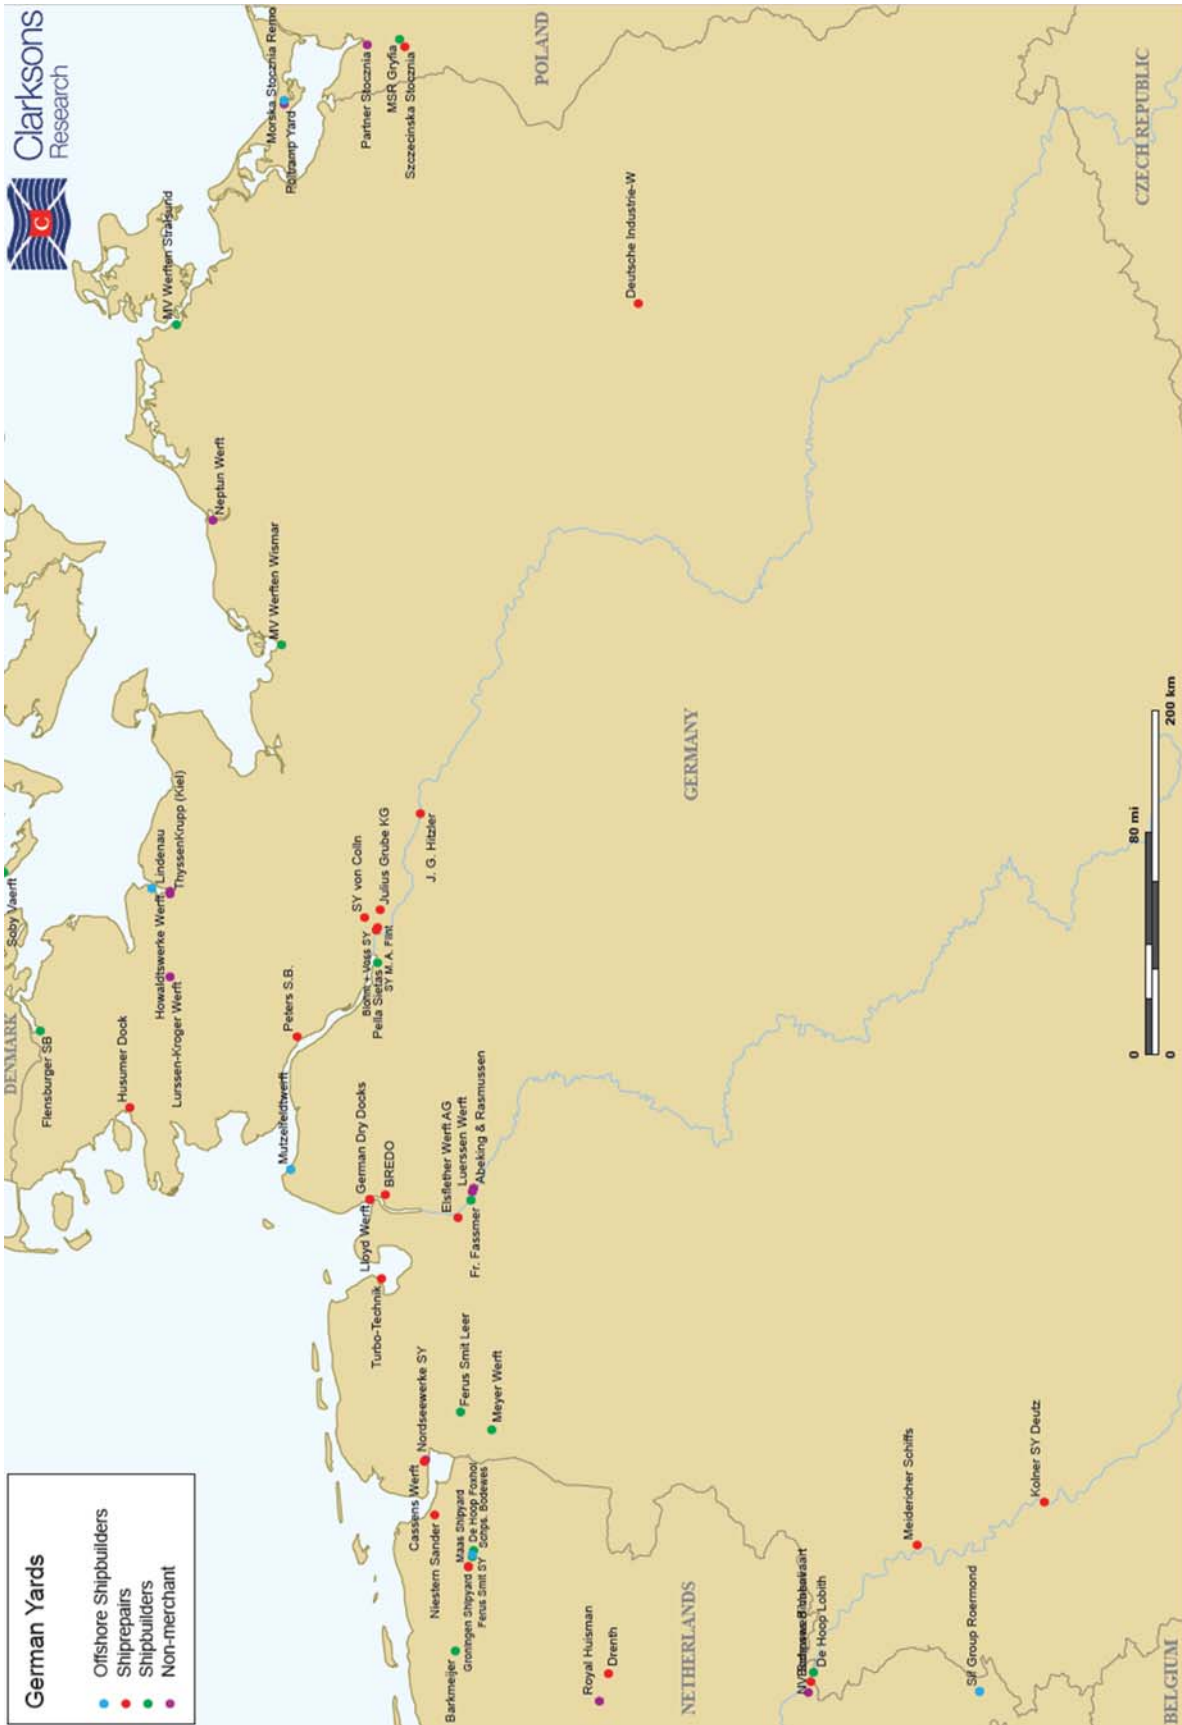 Clarksons
Research
German Yards
Offshore Shipbuilders
Shiprepairs
Shipbuilders
Non-merchant
DENMARK
POLAND
CZECH REPUBLIC
GERMANY
NETHERLANDS
BELGIUM
Soby Vaerft
Flensburger SB
Husumer Dock
Lindenau
Howaldtswerke Werft
ThyssenKrupp (Kiel)
Lurssen-Kroger Werft
MV Werften Stralsund
Neptun Werft
MV Werften Wismar
Morska Stocznia Remo
Poltramp Yard
Partner Stocznia
MSR Gryfia
Szczecinska Stocznia
Deutsche Industrie-W
Peters S.B.
Mutzelfeldtwerft
SY von Colln
Julius Grube KG
Blohm + Voss SY
Pella Sietas
SY M.A. Flint
J. G. Hitzler
German Dry Docks
BREDO
Lloyd Werft
Turbo-Technik
Elsflether Werft AG
Luerssen Werft
Abeking & Rasmussen
Fr. Fassmer
Ferus Smit Leer
Meyer Werft
Nordseewerke SY
Cassens Werft
Niestern Sander
Maas Shipyard
De Hoop Foxhol
Schps. Bodewes
Groningen Shipyard
Ferus Smit SY
Barkmeijer
Royal Huisman
Drenth
De Hoop Lobith
Meidericher Schiffs
Kolner SY Deutz
Sif Group Roermond
0 80 mi
0 200 km